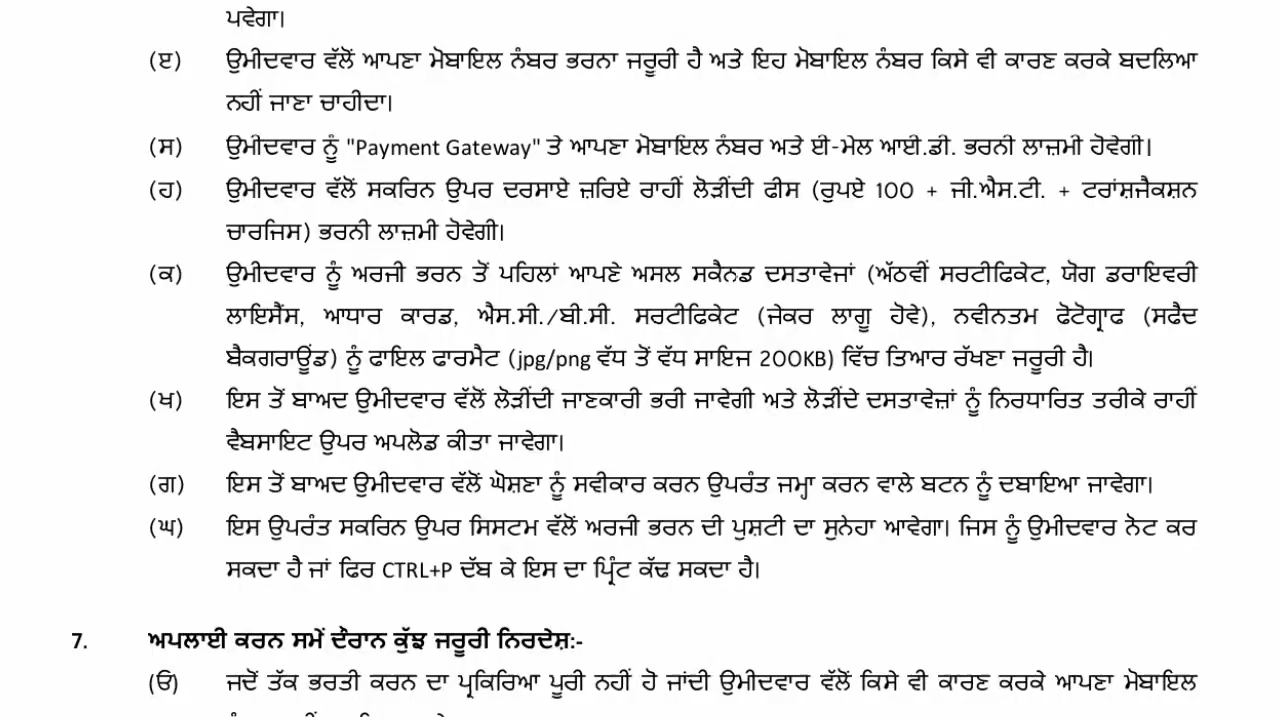 ਪਵੇਗਾ।
(ੲ) ਉਮੀਦਵਾਰ ਵੱਲੋਂ ਆਪਣਾ ਮੋਬਾਇਲ ਨੰਬਰ ਭਰਨਾ ਜਰੂਰੀ ਹੈ ਅਤੇ ਇਹ ਮੋਬਾਇਲ ਨੰਬਰ ਕਿਸੇ ਵੀ ਕਾਰਣ ਕਰਕੇ ਬਦਲਿਆ
ਨਹੀਂ ਜਾਣਾ ਚਾਹੀਦਾ।
(ਸ) ਉਮੀਦਵਾਰ ਨੂੰ "Payment Gateway" ਤੇ ਆਪਣਾ ਮੋਬਾਇਲ ਨੰਬਰ ਅਤੇ ਈ-ਮੇਲ ਆਈ.ਡੀ. ਭਰਨੀ ਲਾਜ਼ਮੀ ਹੋਵੇਗੀ।
(ਹ) ਉਮੀਦਵਾਰ ਵੱਲੋਂ ਸਕਰਿਨ ਉਪਰ ਦਰਸਾਏ ਜ਼ਰਿਏ ਰਾਹੀਂ ਲੋੜੀਂਦੀ ਫੀਸ (ਰੁਪਏ 100 + ਜੀ.ਐਸ.ਟੀ. + ਟਰਾਂਸ਼ਜੈਕਸ਼ਨ
ਚਾਰਜਿਸ) ਭਰਨੀ ਲਾਜ਼ਮੀ ਹੋਵੇਗੀ।
(ਕ) ਉਮੀਦਵਾਰ ਨੂੰ ਅਰਜੀ ਭਰਨ ਤੋਂ ਪਹਿਲਾਂ ਆਪਣੇ ਅਸਲ ਸਕੈਨਡ ਦਸਤਾਵੇਜਾਂ (ਅੱਠਵੀਂ ਸਰਟੀਫਿਕੇਟ, ਯੋਗ ਡਰਾਇਵਰੀ
ਲਾਇਸੈਂਸ, ਆਧਾਰ ਕਾਰਡ, ਐਸ.ਸੀ./ਬੀ.ਸੀ. ਸਰਟੀਫਿਕੇਟ (ਜੇਕਰ ਲਾਗੂ ਹੋਵੇ), ਨਵੀਨਤਮ ਫੋਟੋਗ੍ਰਾਫ (ਸਫੈਦ
ਬੈਕਗਰਾਊਂਡ) ਨੂੰ ਫਾਇਲ ਫਾਰਮੈਟ (jpg/png ਵੱਧ ਤੋਂ ਵੱਧ ਸਾਇਜ 200KB) ਵਿੱਚ ਤਿਆਰ ਰੱਖਣਾ ਜਰੂਰੀ ਹੈ।
(ਖ) ਇਸ ਤੋਂ ਬਾਅਦ ਉਮੀਦਵਾਰ ਵੱਲੋਂ ਲੋੜੀਂਦੀ ਜਾਣਕਾਰੀ ਭਰੀ ਜਾਵੇਗੀ ਅਤੇ ਲੋੜੀਂਦੇ ਦਸਤਾਵੇਜ਼ਾਂ ਨੂੰ ਨਿਰਧਾਰਿਤ ਤਰੀਕੇ ਰਾਹੀਂ
ਵੈਬਸਾਇਟ ਉਪਰ ਅਪਲੋਡ ਕੀਤਾ ਜਾਵੇਗਾ।
(ਗ) ਇਸ ਤੋਂ ਬਾਅਦ ਉਮੀਦਵਾਰ ਵੱਲੋਂ ਘੋਸ਼ਣਾ ਨੂੰ ਸਵੀਕਾਰ ਕਰਨ ਉਪਰੰਤ ਜਮ੍ਹਾ ਕਰਨ ਵਾਲੇ ਬਟਨ ਨੂੰ ਦਬਾਇਆ ਜਾਵੇਗਾ।
(ਘ) ਇਸ ਉਪਰੰਤ ਸਕਰਿਨ ਉਪਰ ਸਿਸਟਮ ਵੱਲੋਂ ਅਰਜੀ ਭਰਨ ਦੀ ਪੁਸ਼ਟੀ ਦਾ ਸੁਨੇਹਾ ਆਵੇਗਾ। ਜਿਸ ਨੂੰ ਉਮੀਦਵਾਰ ਨੋਟ ਕਰ
ਸਕਦਾ ਹੈ ਜਾਂ ਫਿਰ CTRL+P ਦੱਬ ਕੇ ਇਸ ਦਾ ਪ੍ਰਿੰਟ ਕੱਢ ਸਕਦਾ ਹੈ।
7. ਅਪਲਾਈ ਕਰਨ ਸਮੇਂ ਦੌਰਾਨ ਕੁੱਝ ਜਰੂਰੀ ਨਿਰਦੇਸ਼:-
(ਓ) ਜਦੋਂ ਤੱਕ ਭਰਤੀ ਕਰਨ ਦਾ ਪ੍ਰਕਿਰਿਆ ਪੂਰੀ ਨਹੀਂ ਹੋ ਜਾਂਦੀ ਉਮੀਦਵਾਰ ਵੱਲੋਂ ਕਿਸੇ ਵੀ ਕਾਰਣ ਕਰਕੇ ਆਪਣਾ ਮੋਬਾਇਲ